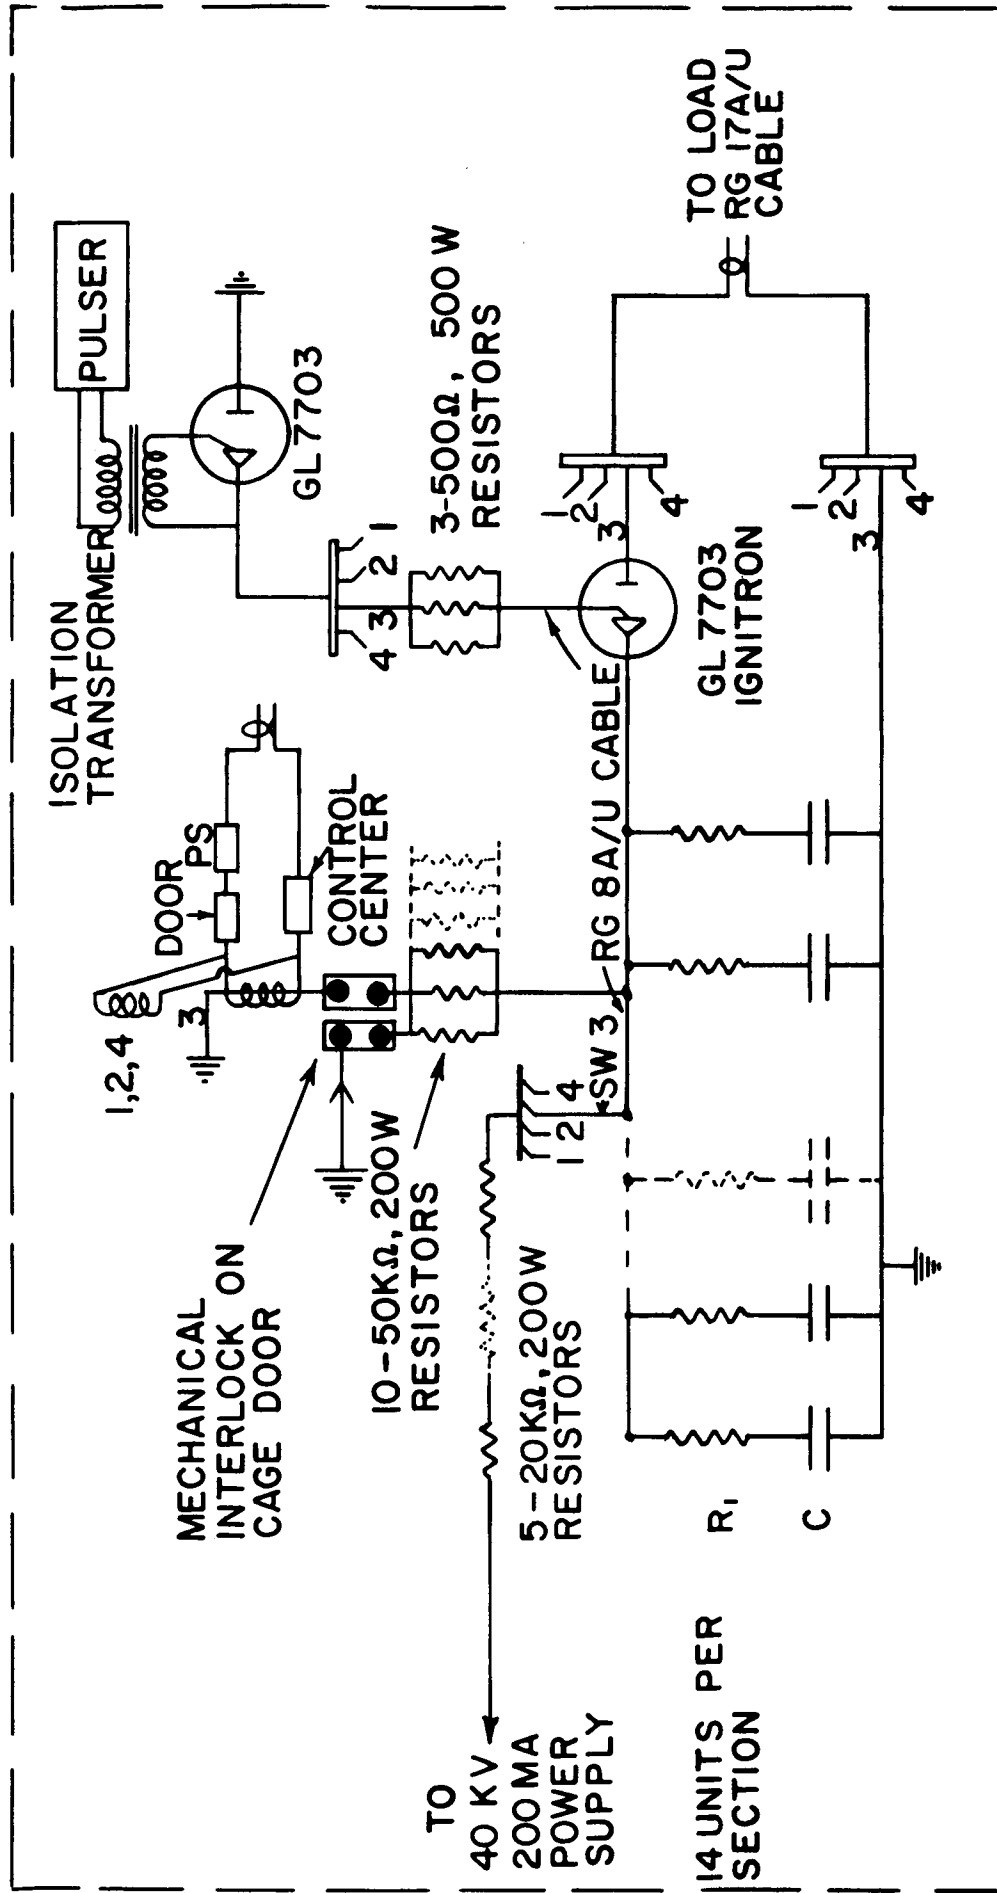 ISOLATION
TRANSFORMER
PULSER
GL 7703
1
2
3
4
3-500Ω, 500 W
RESISTORS
TO LOAD
RG 17A/U
CABLE
1
2
3
4
1
2
3
4
GL 7703
IGNITRON
RG 8A/U CABLE
1,2,4
3
DOOR
PS
CONTROL
CENTER
MECHANICAL
INTERLOCK ON
CAGE DOOR
10-50KΩ, 200W
RESISTORS
SW 3
1 2 4
5-20KΩ, 200W
RESISTORS
TO
40 KV
200 MA
POWER
SUPPLY
R₁
C
14 UNITS PER
SECTION